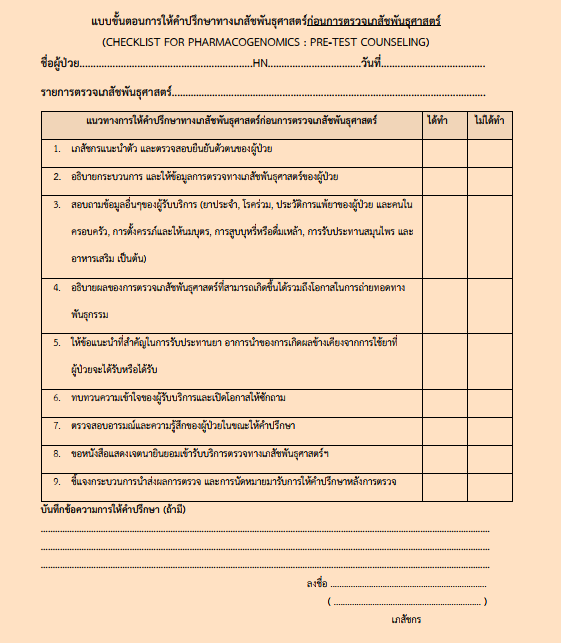 แบบขั้นตอนการให้คำปรึกษาทางเภสัชพันธุศาสตร์ก่อนการตรวจเภสัชพันธุศาสตร์
(CHECKLIST FOR PHARMACOGENOMICS : PRE-TEST COUNSELING)
ชื่อผู้ป่วย..........................................................HN................................วันที่....................................
รายการตรวจเภสัชพันธุศาสตร์.............................................................................................................
แนวทางการให้คำปรึกษาทางเภสัชพันธุศาสตร์ก่อนการตรวจเภสัชพันธุศาสตร์ ได้ทำ ไม่ได้ทำ
1. เภสัชกรแนะนำตัว และตรวจสอบยืนยันตัวตนของผู้ป่วย
2. อธิบายกระบวนการ และให้ข้อมูลการตรวจทางเภสัชพันธุศาสตร์ของผู้ป่วย
3. สอบถามข้อมูลอื่นๆของผู้รับบริการ (ยาประจำ, โรคร่วม, ประวัติการแพ้ยาของผู้ป่วย และคนใน
ครอบครัว, การตั้งครรภ์และให้นมบุตร, การสูบบุหรี่หรือดื่มเหล้า, การรับประทานสมุนไพร และ
อาหารเสริม เป็นต้น)
4. อธิบายผลของการตรวจเภสัชพันธุศาสตร์ที่สามารถเกิดขึ้นได้รวมถึงโอกาสในการถ่ายทอดทาง
พันธุกรรม
5. ให้ข้อแนะนำที่สำคัญในการรับประทานยา อาการนำของการเกิดผลข้างเคียงจากการใช้ยาที่
ผู้ป่วยจะได้รับหรือได้รับ
6. ทบทวนความเข้าใจของผู้รับบริการและเปิดโอกาสให้ซักถาม
7. ตรวจสอบอารมณ์และความรู้สึกของผู้ป่วยในขณะให้คำปรึกษา
8. ขอหนังสือแสดงเจตนายินยอมเข้ารับบริการตรวจทางเภสัชพันธุศาสตร์ฯ
9. ชี้แจงกระบวนการนำส่งผลการตรวจ และการนัดหมายมารับการให้คำปรึกษาหลังการตรวจ
บันทึกข้อความการให้คำปรึกษา (ถ้ามี)
..............................................................................................................................................
..............................................................................................................................................
..............................................................................................................................................
ลงชื่อ ....................................................
( .................................................. )
เภสัชกร